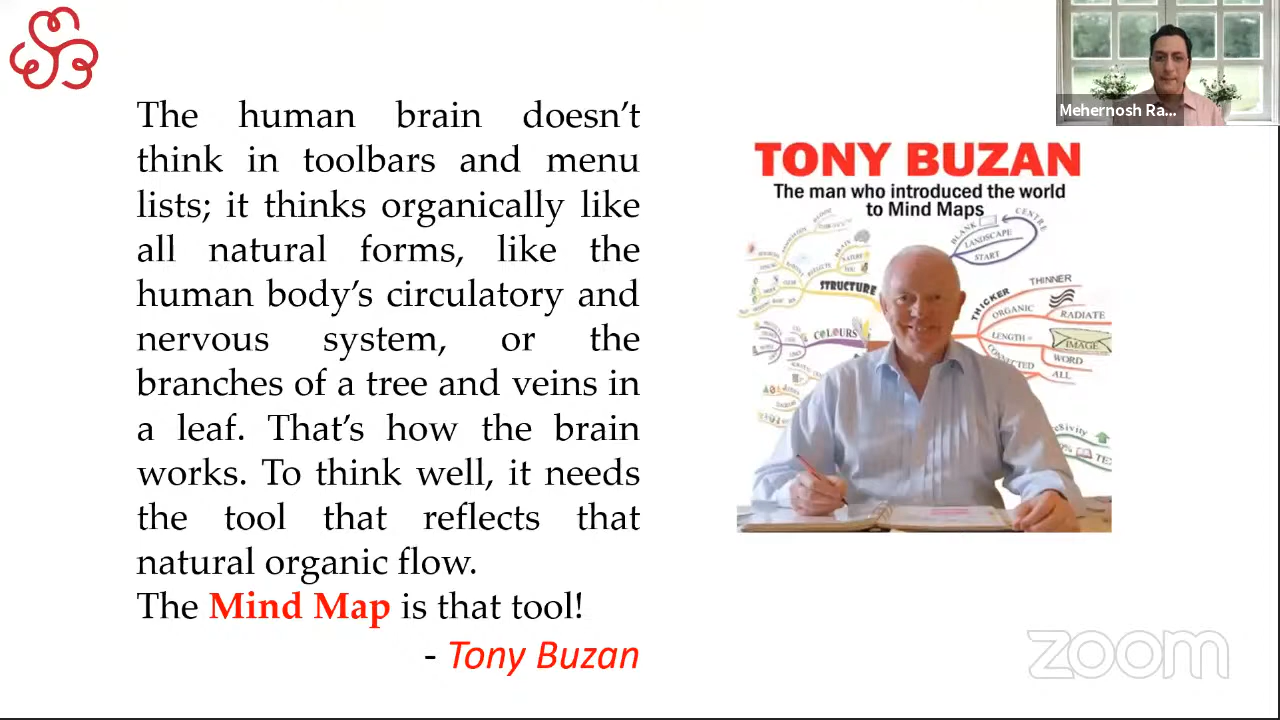 The human brain doesn’t
think in toolbars and menu
lists; it thinks organically like
all natural forms, like the
human body’s circulatory and
nervous system, or the
branches of a tree and veins in
a leaf. That’s how the brain
works. To think well, it needs
the tool that reflects that
natural organic flow.
The Mind Map is that tool!
- Tony Buzan
Mehernosh Ra...
TONY BUZAN
The man who introduced the world
to Mind Maps
CENTRE
BLANK
LANDSCAPE
START
STRUCTURE
COLOURS
THICKER
THINNER
ORGANIC
RADIATE
LENGTH =
IMAGE
WORD
CONNECTED
ALL
zoom